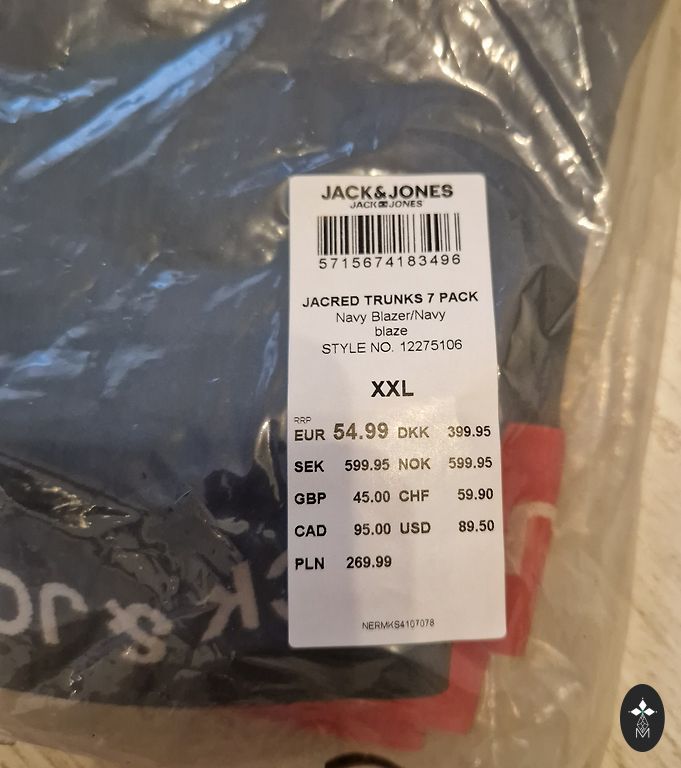 JACK&JONES
JACK JONES
5715674183496
JACRED TRUNKS 7 PACK
Navy Blazer/Navy
blaze
STYLE NO. 12275106
XXL
RRP
EUR 54.99 DKK 399.95
SEK 599.95 NOK 599.95
GBP 45.00 CHF 59.90
CAD 95.00 USD 89.50
PLN 269.99
NERMKS4107078
CK & JO
M